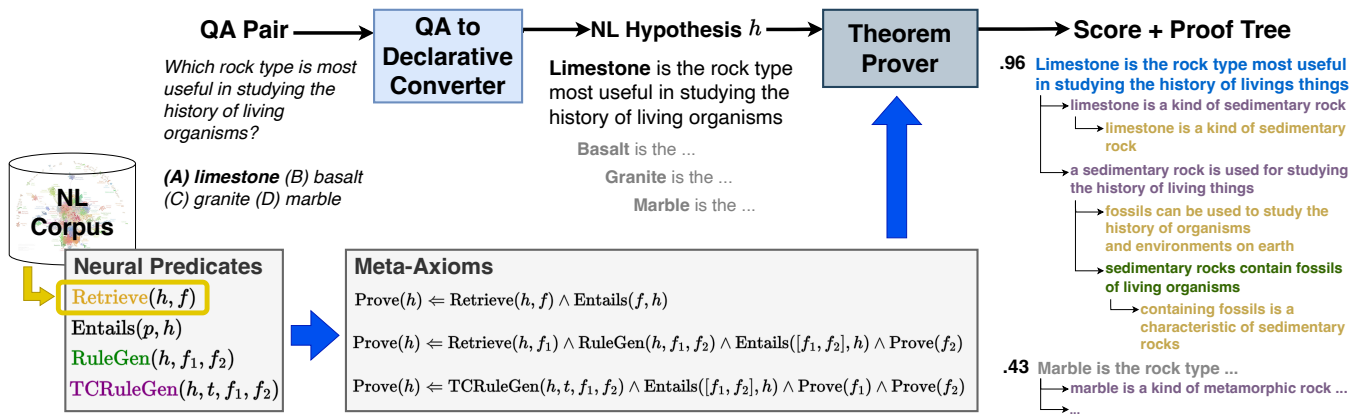 QA Pair
Which rock type is most
useful in studying the
history of living
organisms?
(A) limestone (B) basalt
(C) granite (D) marble
QA to
Declarative
Converter
NL Hypothesis h
Limestone is the rock type
most useful in studying the
history of living organisms
Basalt is the ...
Granite is the ...
Marble is the ...
Theorem
Prover
Score + Proof Tree
.96 Limestone is the rock type most useful
in studying the history of livings things
limestone is a kind of sedimentary rock
limestone is a kind of sedimentary
rock
a sedimentary rock is used for studying
the history of living things
fossils can be used to study the
history of organisms
and environments on earth
sedimentary rocks contain fossils
of living organisms
containing fossils is a
characteristic of sedimentary
rocks
.43 Marble is the rock type ...
marble is a kind of metamorphic rock ...
...
NL
Corpus
Neural Predicates
Retrieve(h, f)
Entails(p, h)
RuleGen(h, f₁, f₂)
TCRuleGen(h, t, f₁, f₂)
Meta-Axioms
Prove(h) ⇐ Retrieve(h, f) ∧ Entails(f, h)
Prove(h) ⇐ Retrieve(h, f₁) ∧ RuleGen(h, f₁, f₂) ∧ Entails([f₁, f₂], h) ∧ Prove(f₂)
Prove(h) ⇐ TCRuleGen(h, t, f₁, f₂) ∧ Entails([f₁, f₂], h) ∧ Prove(f₁) ∧ Prove(f₂)